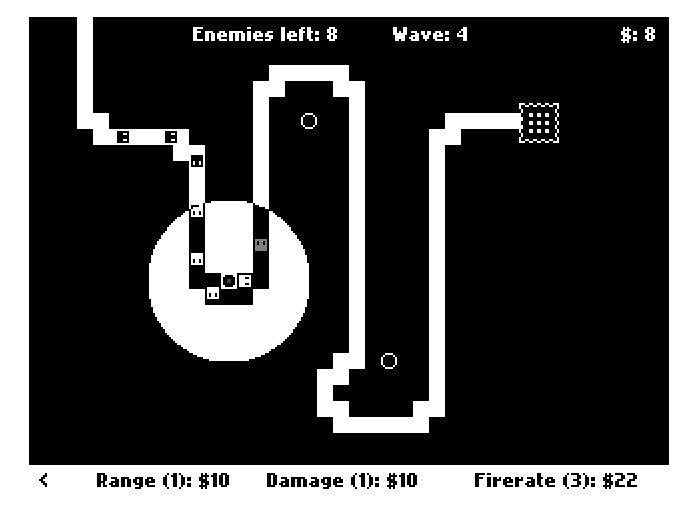 Enemies left: 8 Wave: 4 $: 8
< Range (1): $10 Damage (1): $10 Firerate (3): $22